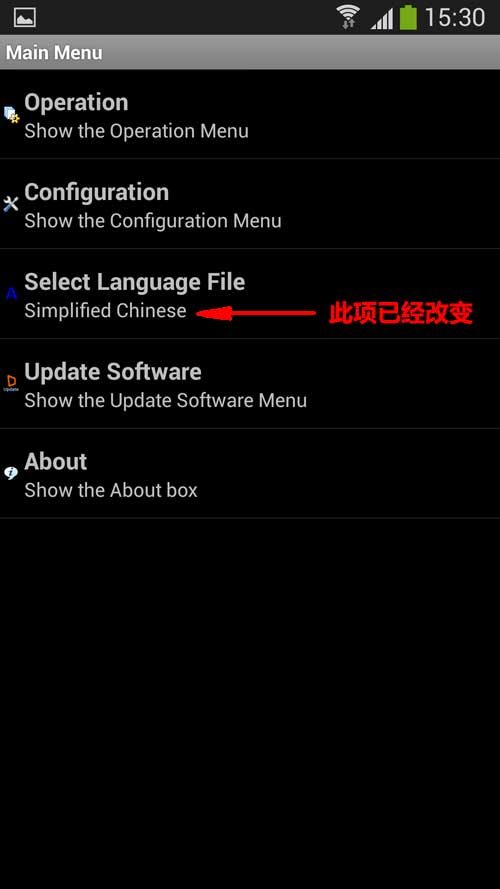 15:30
Main Menu
Operation
Show the Operation Menu
Configuration
Show the Configuration Menu
A
Select Language File
Simplified Chinese
此项已经改变
Update
Update Software
Show the Update Software Menu
About
Show the About box